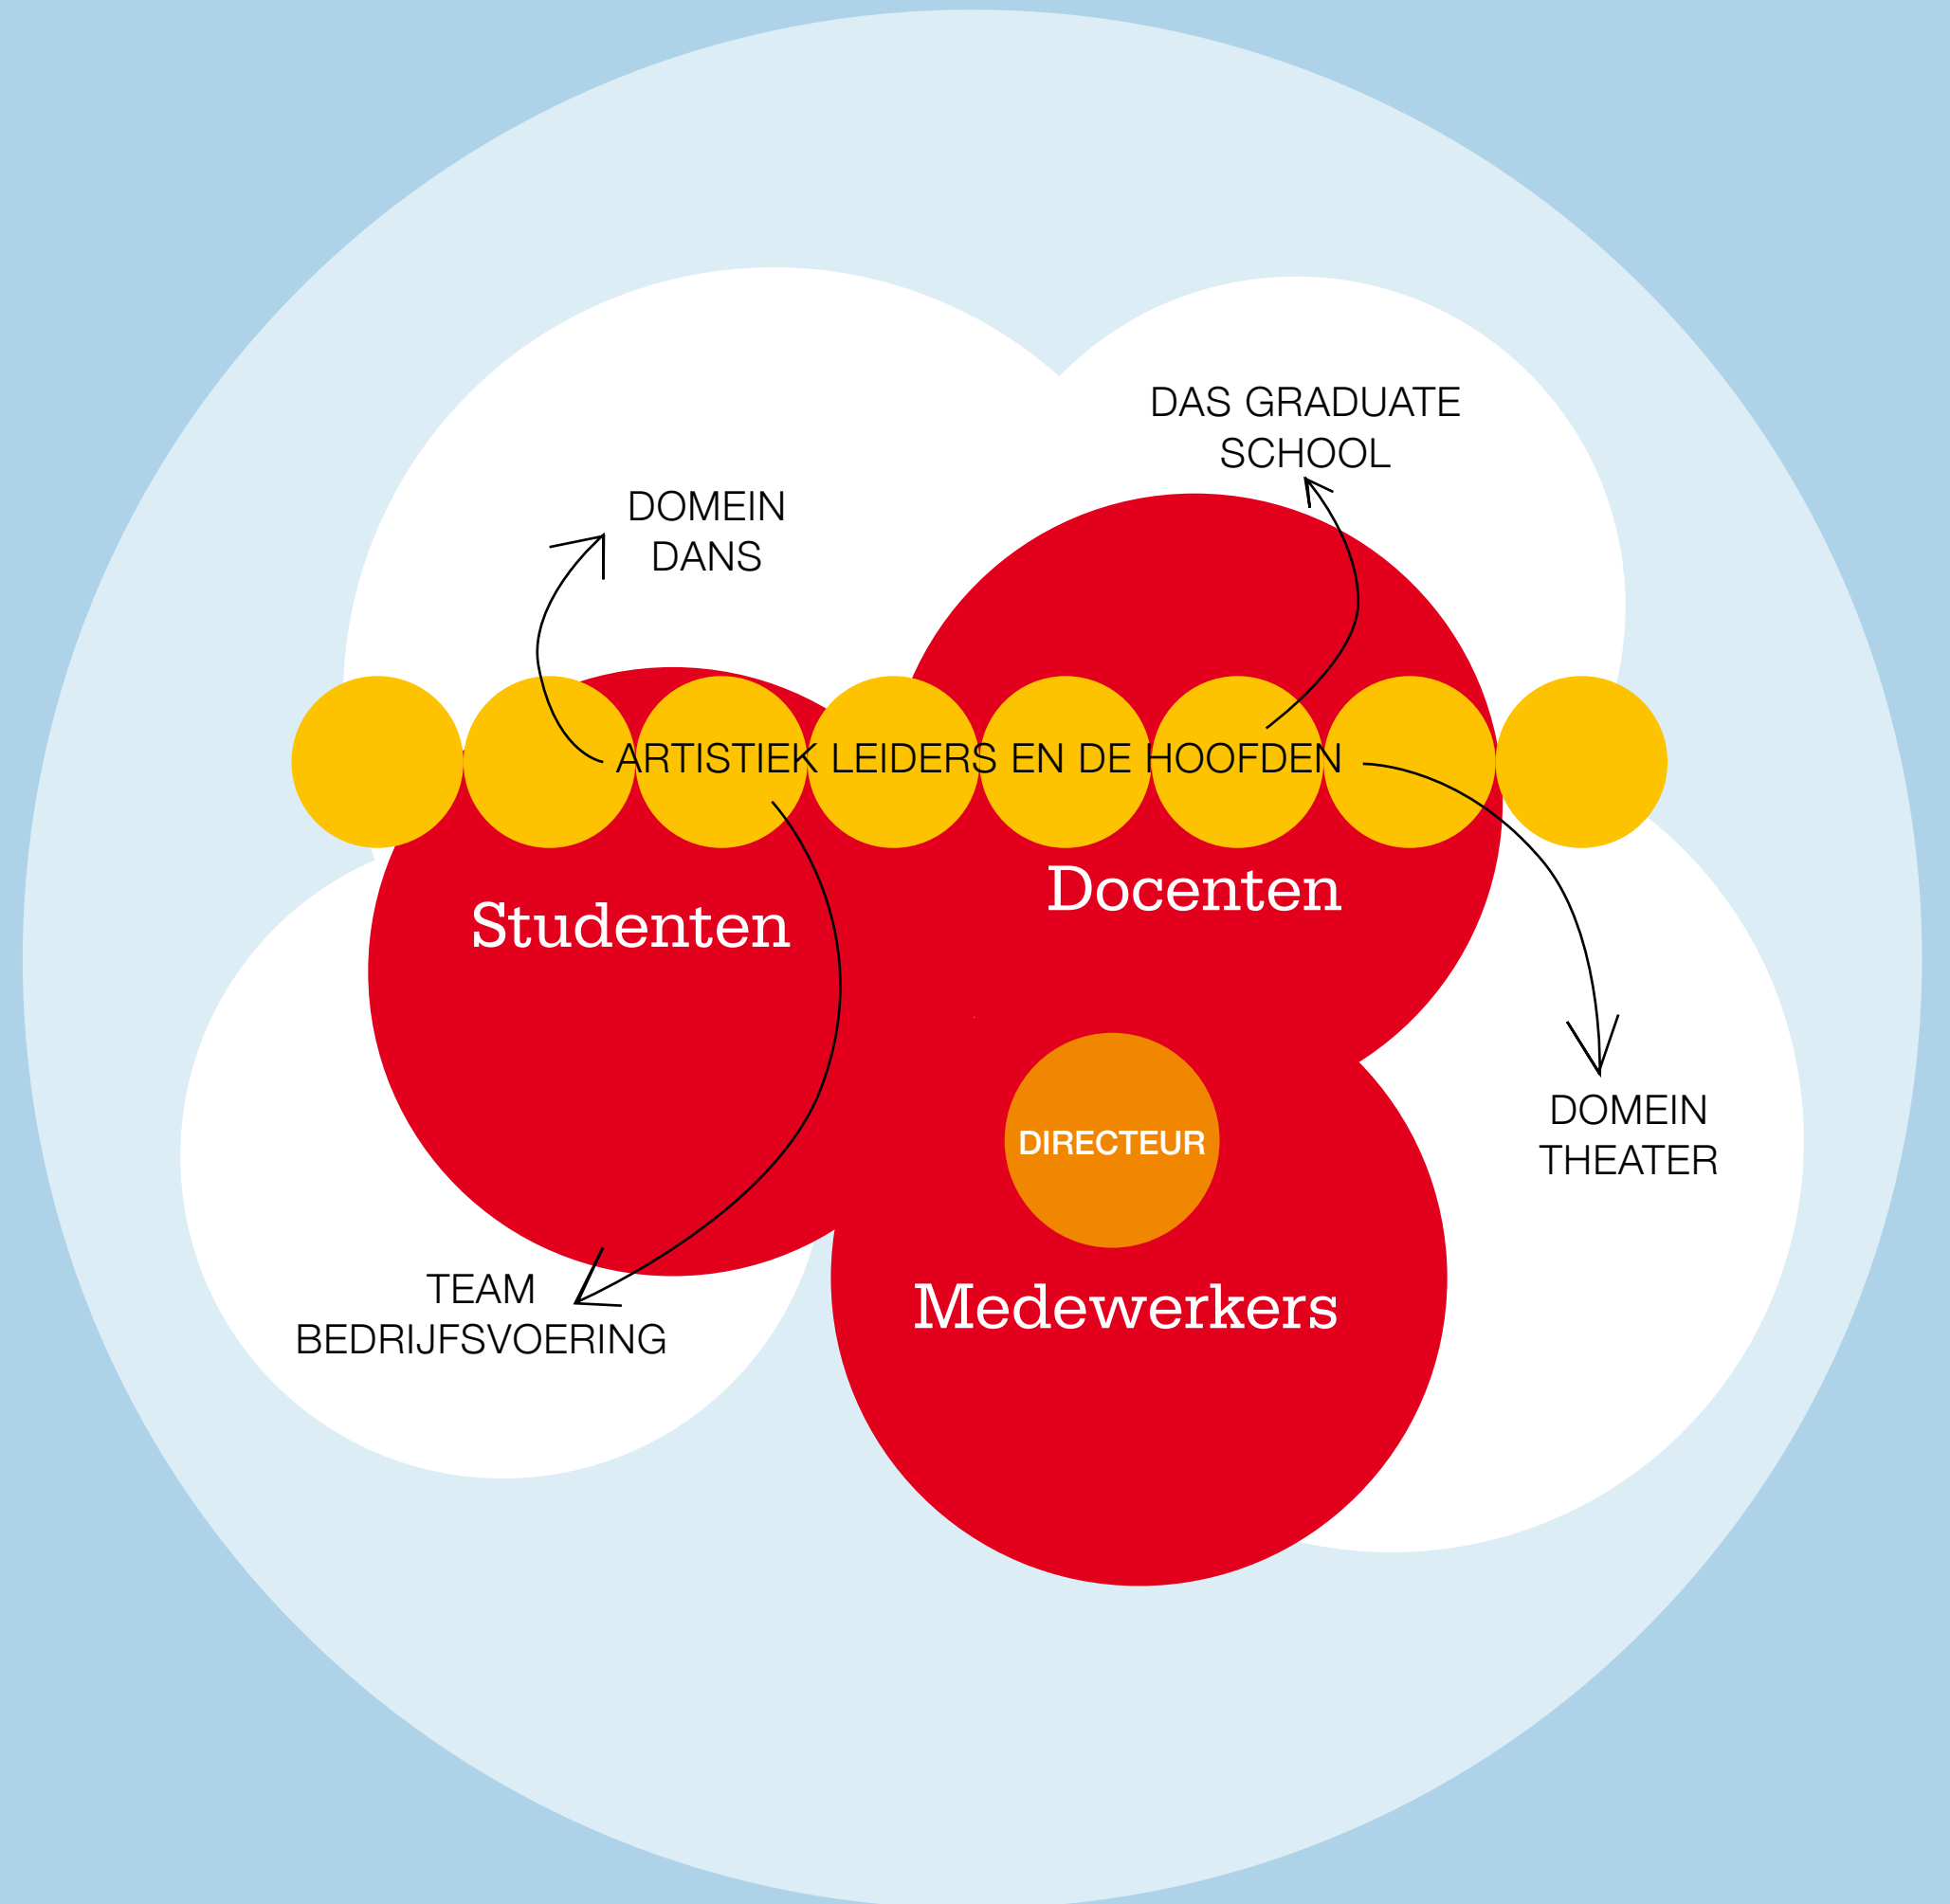 DAS GRADUATE
SCHOOL
DOMEIN
DANS
ARTISTIEK LEIDERS EN DE HOOFDEN
Docenten
Studenten
DOMEIN
THEATER
DIRECTEUR
TEAM
BEDRIJFSVOERING
Medewerkers